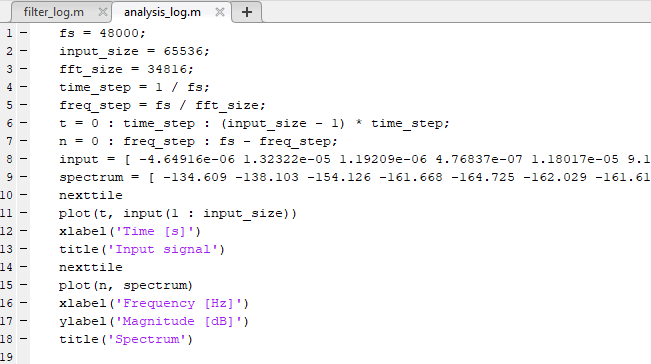 filter_log.m analysis_log.m
1 fs = 48000;
2 input_size = 65536;
3 fft_size = 34816;
4 time_step = 1 / fs;
5 freq_step = fs / fft_size;
6 t = 0 : time_step : (input_size - 1) * time_step;
7 n = 0 : freq_step : fs - freq_step;
8 input = [ -4.64916e-06 1.32322e-05 1.19209e-06 4.76837e-07 1.18017e-05 9.1
9 spectrum = [ -134.609 -138.103 -154.126 -161.668 -164.725 -162.029 -161.61
10 nexttile
11 plot(t, input(1 : input_size))
12 xlabel('Time [s]')
13 title('Input signal')
14 nexttile
15 plot(n, spectrum)
16 xlabel('Frequency [Hz]')
17 ylabel('Magnitude [dB]')
18 title('Spectrum')
19